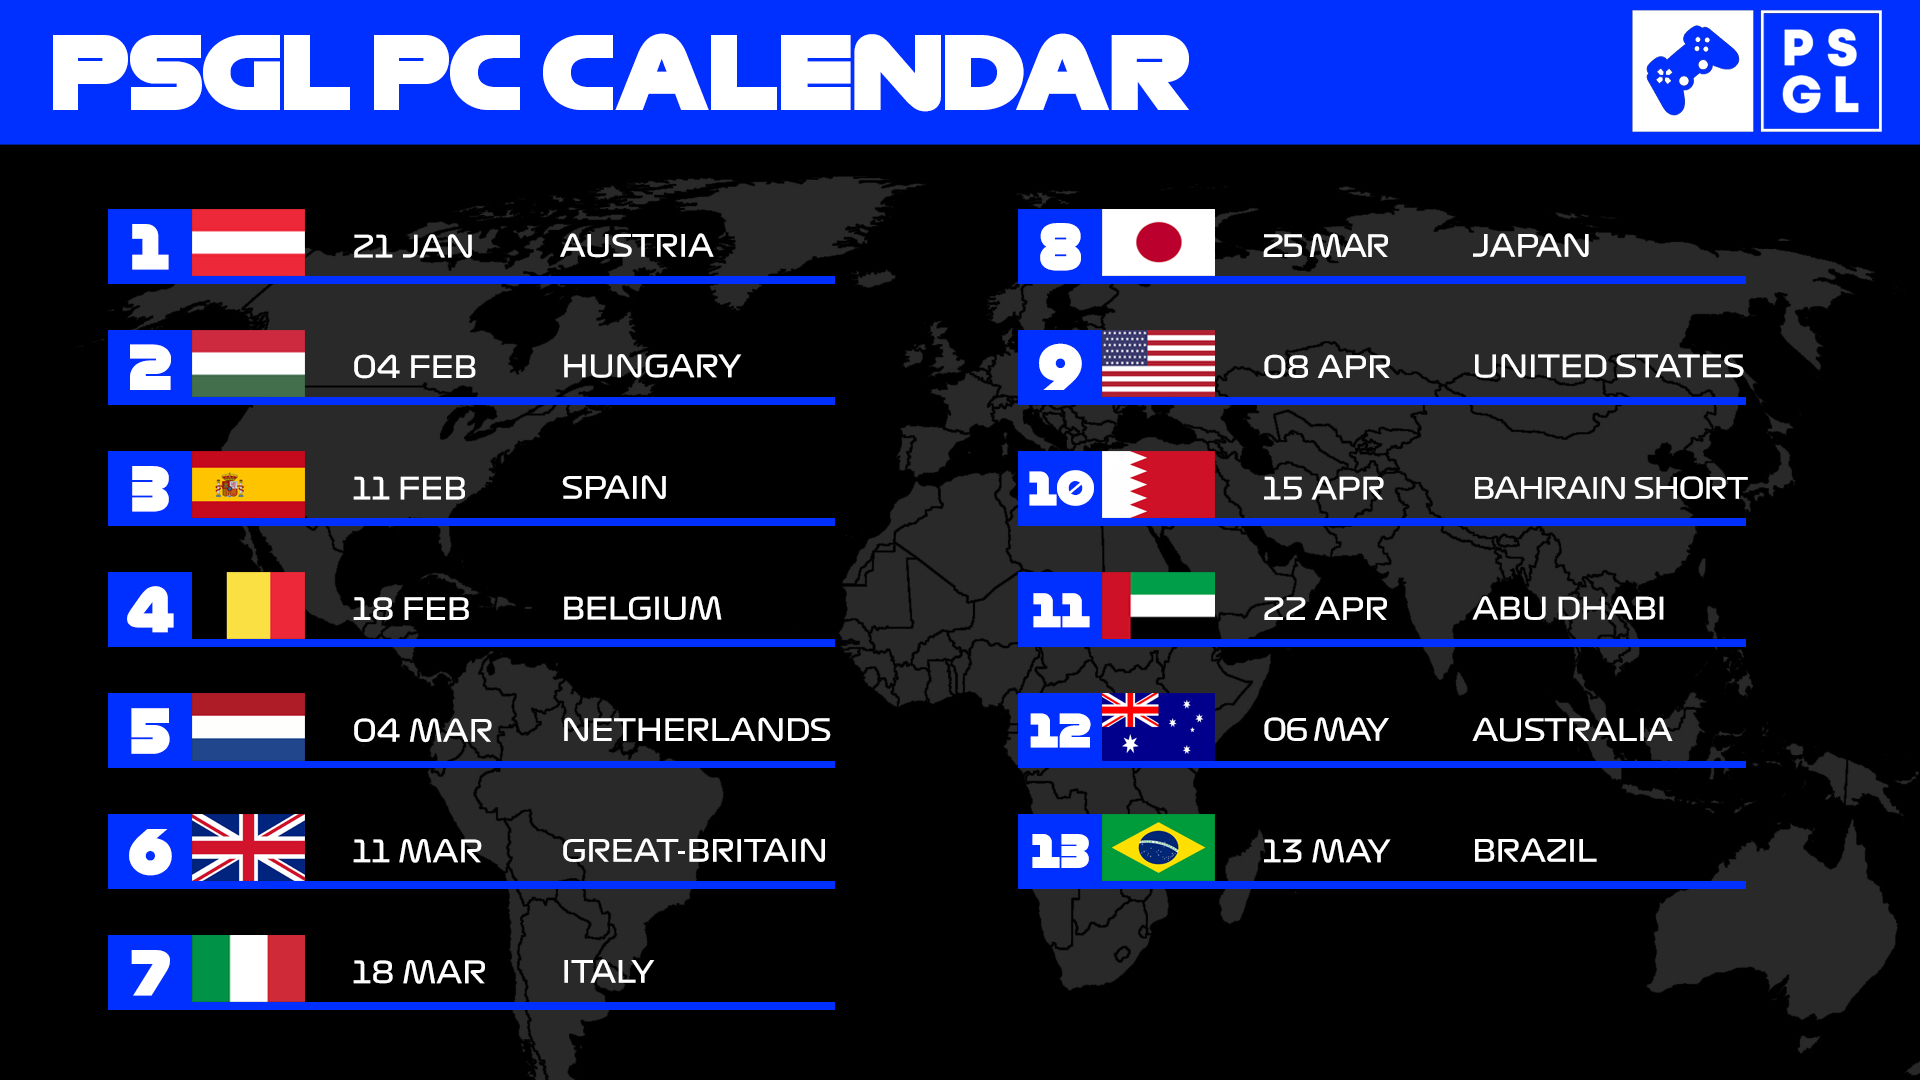 PSGL PC CALENDAR
PS
GL
1 21 JAN AUSTRIA
2 04 FEB HUNGARY
3 11 FEB SPAIN
4 18 FEB BELGIUM
5 04 MAR NETHERLANDS
6 11 MAR GREAT-BRITAIN
7 18 MAR ITALY
8 25 MAR JAPAN
9 08 APR UNITED STATES
10 15 APR BAHRAIN SHORT
11 22 APR ABU DHABI
12 06 MAY AUSTRALIA
13 13 MAY BRAZIL